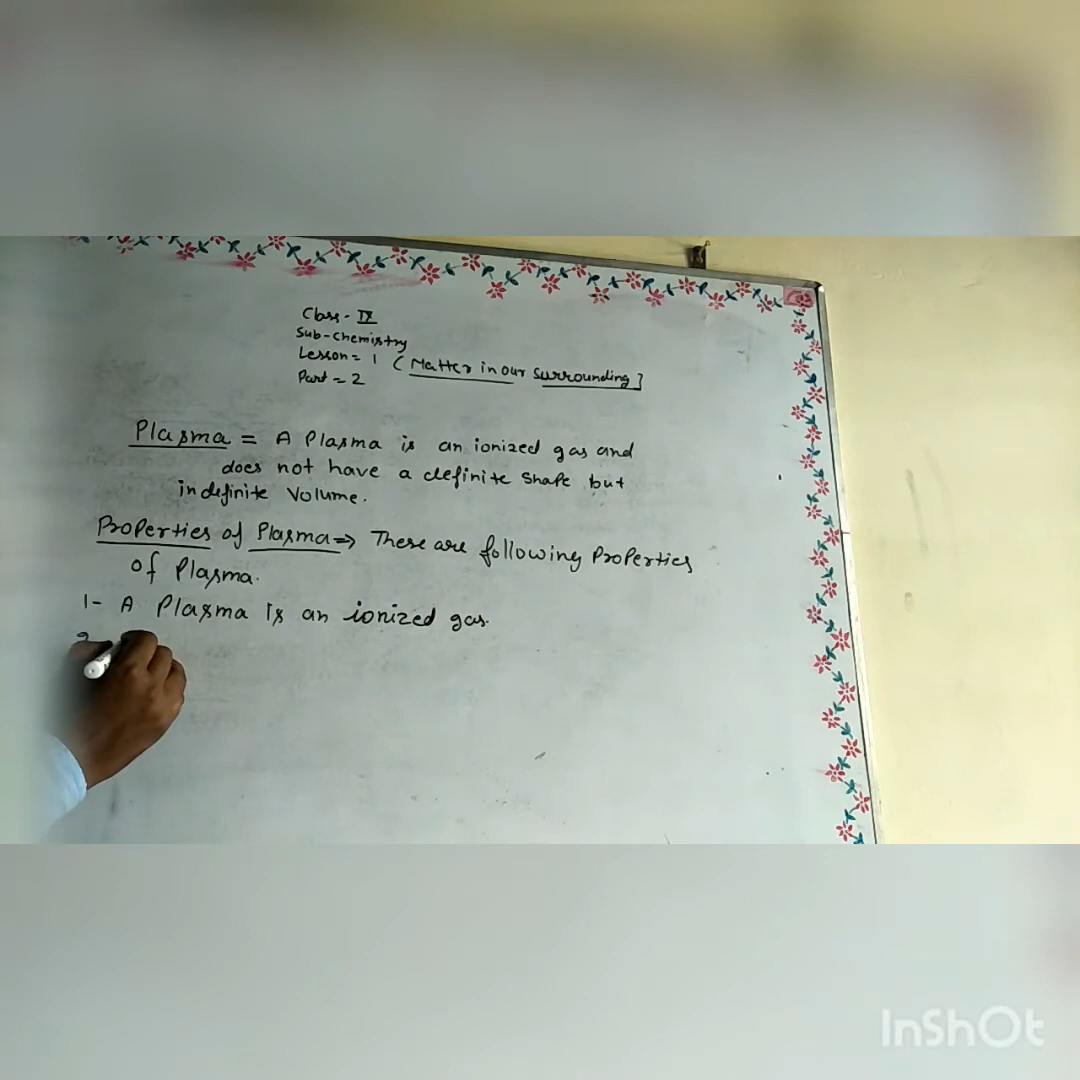 Class - IX
Sub-Chemistry
Lesson = 1 ( Matter in our Surrounding ]
Part = 2
Plasma = A Plasma is an ionized gas and
does not have a definite shape but
indefinite Volume.
Properties of Plasma => These are following Properties
of Plasma.
1- A Plasma is an ionized gas.
2
InShOt